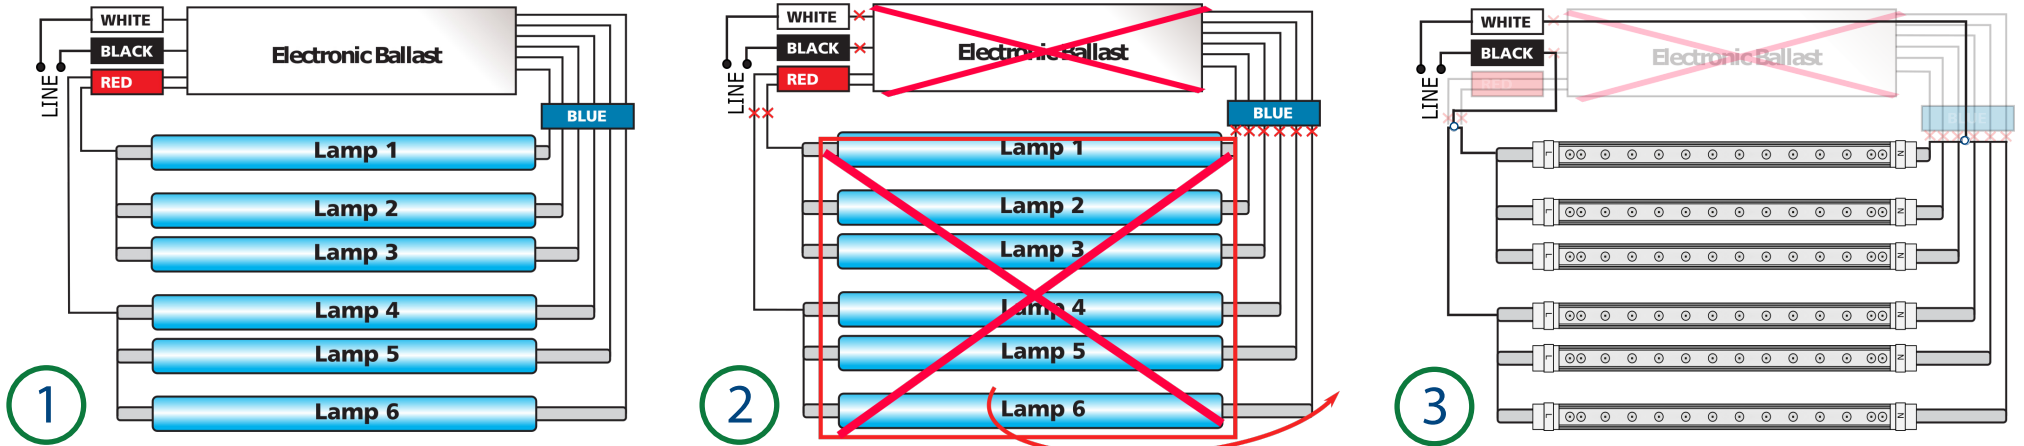 WHITE
BLACK
RED
LINE
Electronic Ballast
BLUE
Lamp 1
Lamp 2
Lamp 3
Lamp 4
Lamp 5
Lamp 6
1
WHITE
BLACK
RED
LINE
Electronic Ballast
BLUE
Lamp 1
Lamp 2
Lamp 3
Lamp 4
Lamp 5
Lamp 6
2
WHITE
BLACK
RED
LINE
Electronic Ballast
BLUE
L N
L N
L N
L N
L N
L N
3